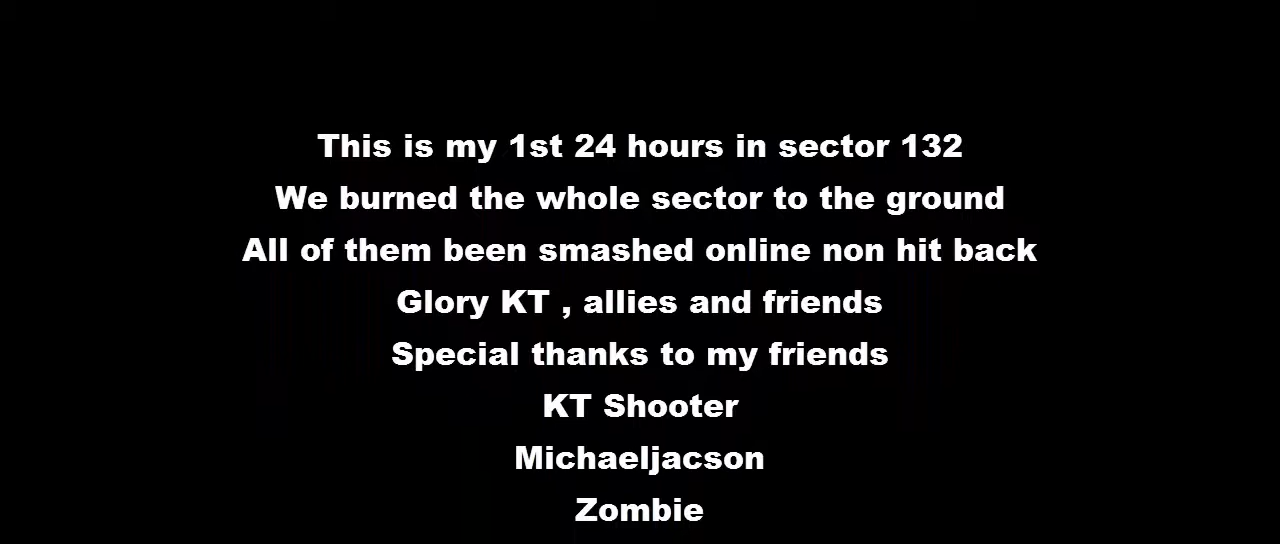 This is my 1st 24 hours in sector 132
We burned the whole sector to the ground
All of them been smashed online non hit back
Glory KT , allies and friends
Special thanks to my friends
KT Shooter
Michaeljacson
Zombie